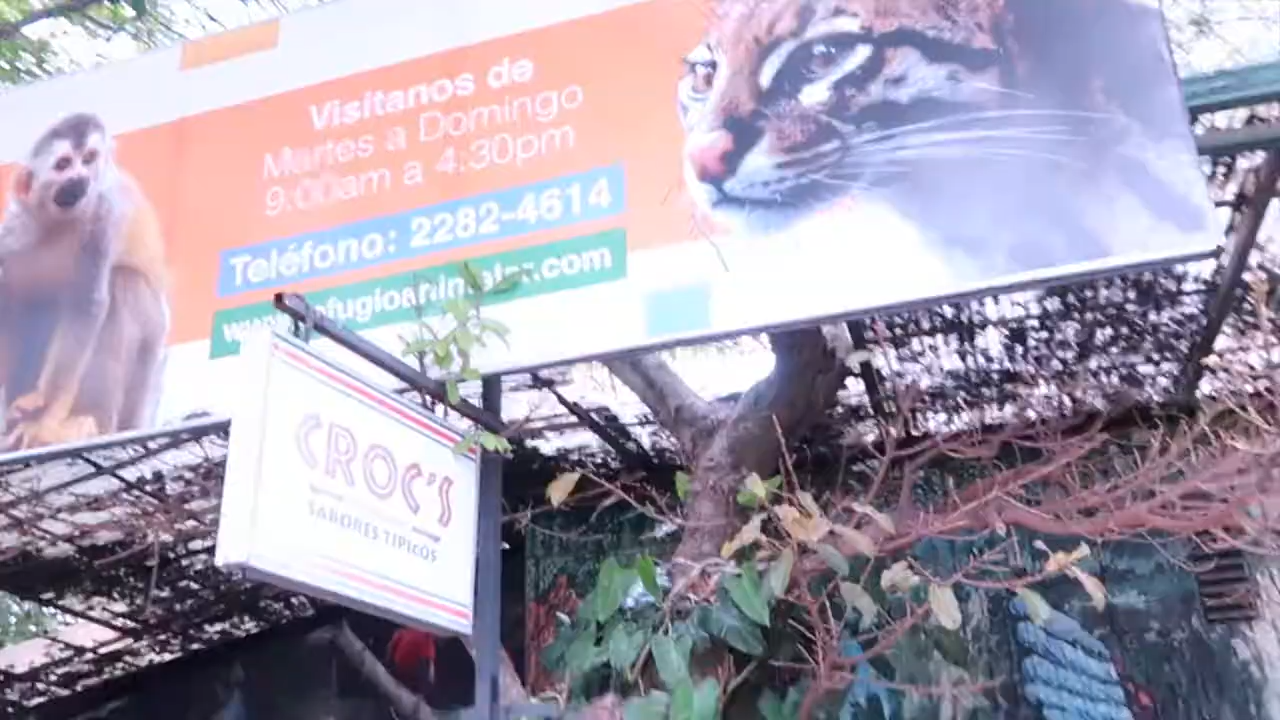 Visitanos de
Martes a Domingo
9:00am a 4:30pm
Teléfono: 2282-4614
CROC'S
SABORES TIPICOS